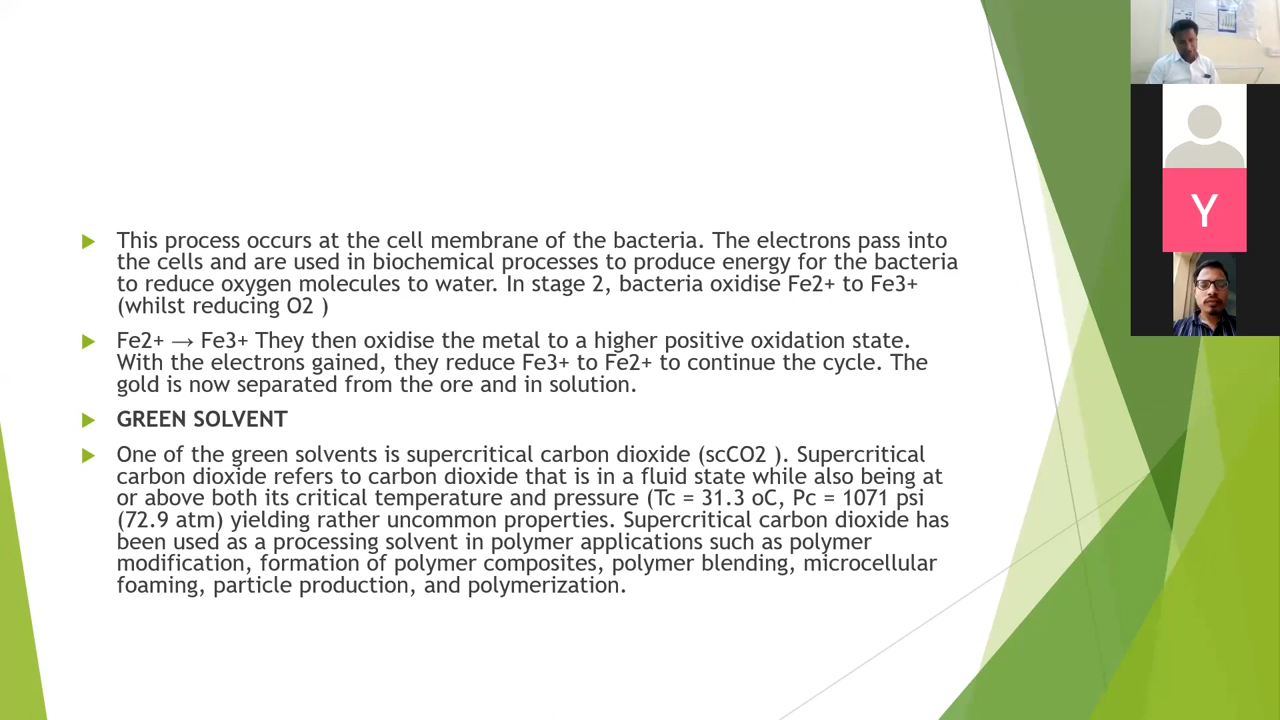 This process occurs at the cell membrane of the bacteria. The electrons pass into
the cells and are used in biochemical processes to produce energy for the bacteria
to reduce oxygen molecules to water. In stage 2, bacteria oxidise Fe2+ to Fe3+
(whilst reducing O2 )
Fe2+ → Fe3+ They then oxidise the metal to a higher positive oxidation state.
With the electrons gained, they reduce Fe3+ to Fe2+ to continue the cycle. The
gold is now separated from the ore and in solution.
GREEN SOLVENT
One of the green solvents is supercritical carbon dioxide (scCO2 ). Supercritical
carbon dioxide refers to carbon dioxide that is in a fluid state while also being at
or above both its critical temperature and pressure (Tc = 31.3 oC, Pc = 1071 psi
(72.9 atm) yielding rather uncommon properties. Supercritical carbon dioxide has
been used as a processing solvent in polymer applications such as polymer
modification, formation of polymer composites, polymer blending, microcellular
foaming, particle production, and polymerization.
Y